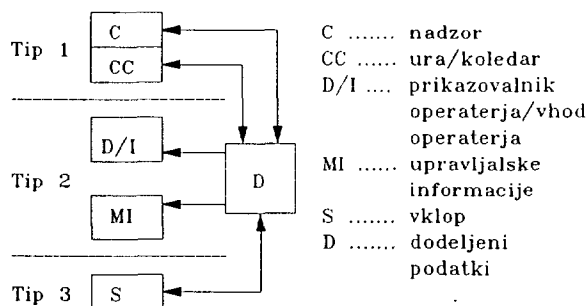 Tip 1
C
CC
Tip 2
D/I
MI
D
Tip 3
S
C ....... nadzor
CC ...... ura/koledar
D/I .... prikazovalnik
operaterja/vhod
operaterja
MI ...... upravljalske
informacije
S ....... vklop
D ....... dodeljeni
podatki